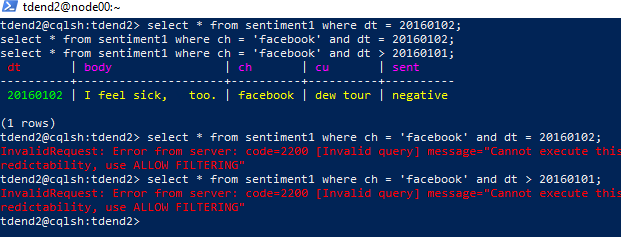 tdend2@node00:~
tdend2@cqlsh:tdend2> select * from sentiment1 where dt = 20160102;
select * from sentiment1 where ch = 'facebook' and dt = 20160102;
select * from sentiment1 where ch = 'facebook' and dt > 20160101;
dt | body | ch | cu | sent
----------+----------------------+----------+----------+----------
20160102 | I feel sick, too. | facebook | dew tour | negative
(1 rows)
tdend2@cqlsh:tdend2> select * from sentiment1 where ch = 'facebook' and dt = 20160102;
InvalidRequest: Error from server: code=2200 [Invalid query] message="Cannot execute this
redictability, use ALLOW FILTERING"
tdend2@cqlsh:tdend2> select * from sentiment1 where ch = 'facebook' and dt > 20160101;
InvalidRequest: Error from server: code=2200 [Invalid query] message="Cannot execute this
redictability, use ALLOW FILTERING"
tdend2@cqlsh:tdend2>